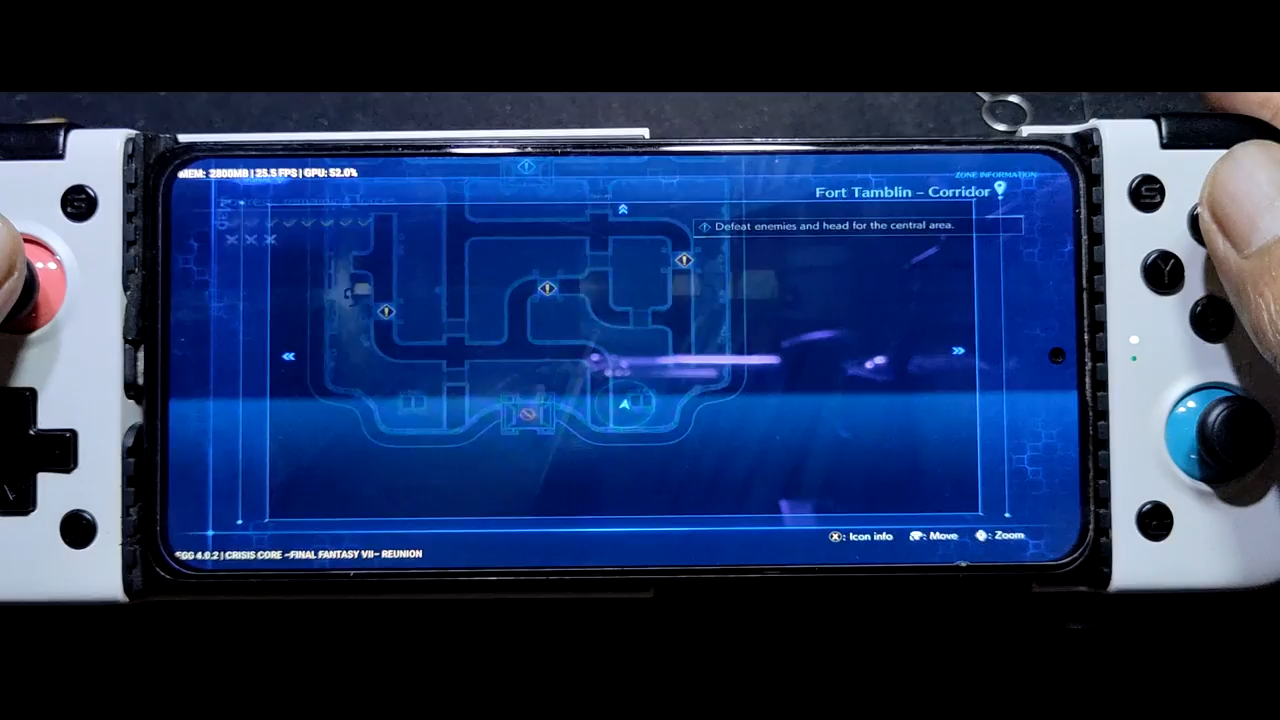 ZONE INFORMATION
MEM: 2800MB | 25.5 FPS | GPU: 52.0%
Fort Tamblin – Corridor
Defeat enemies and head for the central area.
S
S
Y
: Icon info
: Move
: Zoom
EGG 4.0.2 | CRISIS CORE –FINAL FANTASY VII– REUNION